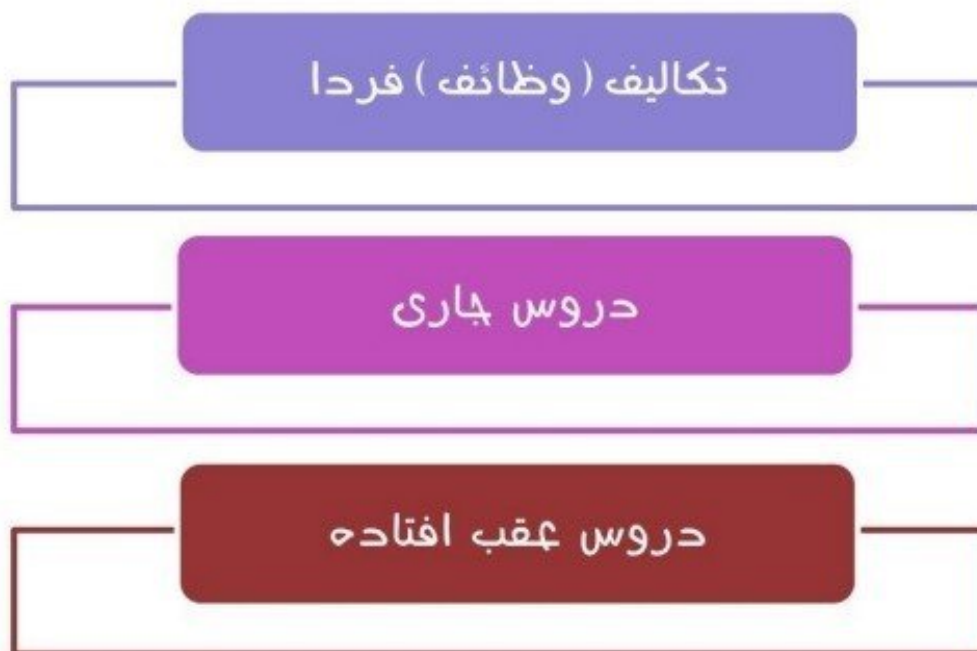 تکالیف ( وظائف ) فردا
دروس جاری
دروس عقب افتاده